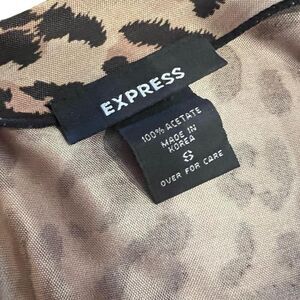 EXPRESS
100% ACETATE
MADE IN
KOREA
S
OVER FOR CARE